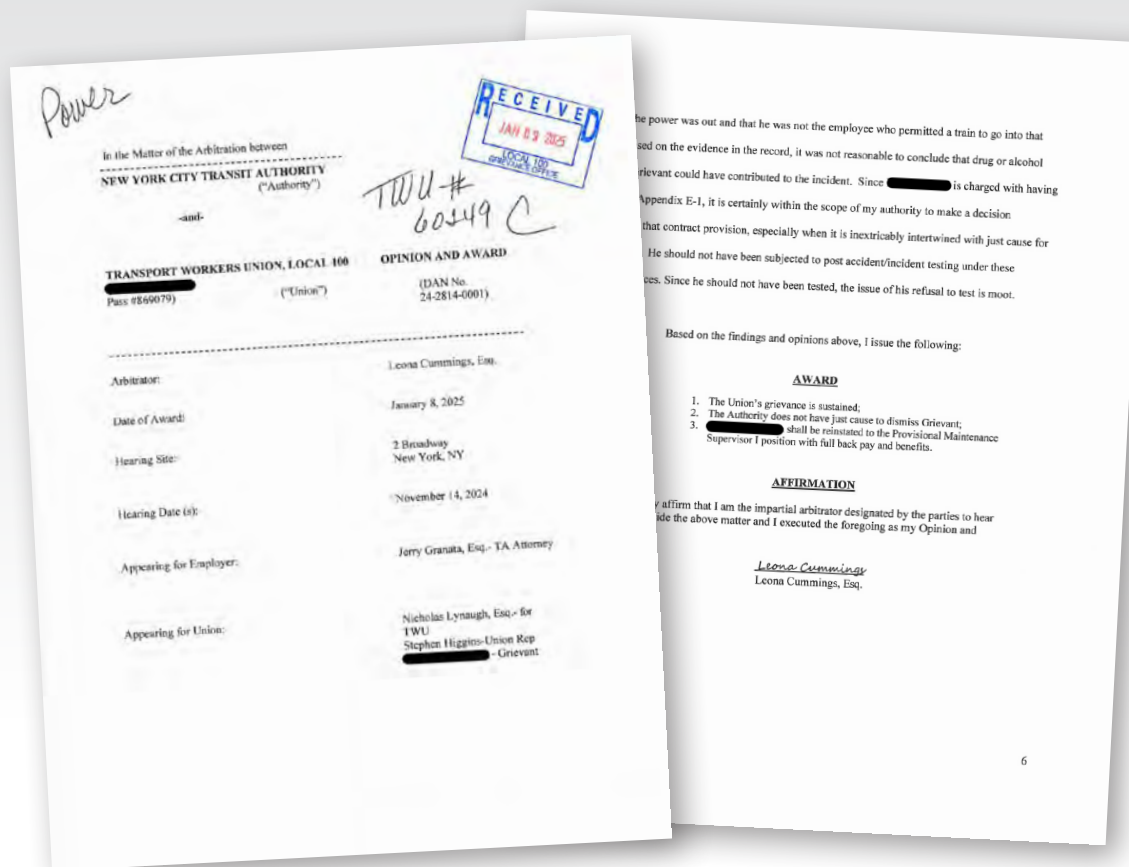 Power
RECEIVED
JAN 09 2025
LOCAL 100
GRIEVANCE OFFICE
In the Matter of the Arbitration between
NEW YORK CITY TRANSIT AUTHORITY
("Authority")
TWU #
60249 C
-and-
TRANSPORT WORKERS UNION, LOCAL 100 OPINION AND AWARD
("Union") (DAN No.
Pass #869079) 24-2814-0001)
Arbitrator: Leona Cummings, Esq.
Date of Award: January 8, 2025
Hearing Site: 2 Broadway
New York, NY
Hearing Date (s): November 14, 2024
Appearing for Employer: Jerry Granata, Esq.- TA Attorney
Appearing for Union: Nicholas Lynaugh, Esq.- for
TWU
Stephen Higgins-Union Rep
- Grievant
he power was out and that he was not the employee who permitted a train to go into that
sed on the evidence in the record, it was not reasonable to conclude that drug or alcohol
rievant could have contributed to the incident. Since is charged with having
Appendix E-1, it is certainly within the scope of my authority to make a decision
that contract provision, especially when it is inextricably intertwined with just cause for
He should not have been subjected to post accident/incident testing under these
ces. Since he should not have been tested, the issue of his refusal to test is moot.
Based on the findings and opinions above, I issue the following:
AWARD
1. The Union's grievance is sustained;
2. The Authority does not have just cause to dismiss Grievant;
3. shall be reinstated to the Provisional Maintenance
Supervisor I position with full back pay and benefits.
AFFIRMATION
y affirm that I am the impartial arbitrator designated by the parties to hear
ide the above matter and I executed the foregoing as my Opinion and
Leona Cummings
Leona Cummings, Esq.
6